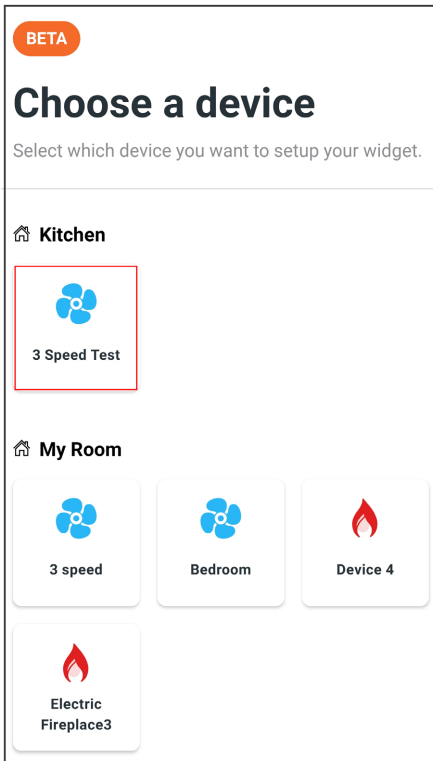 BETA
Choose a device
Select which device you want to setup your widget.
Kitchen
3 Speed Test
My Room
3 speed
Bedroom
Device 4
Electric
Fireplace3